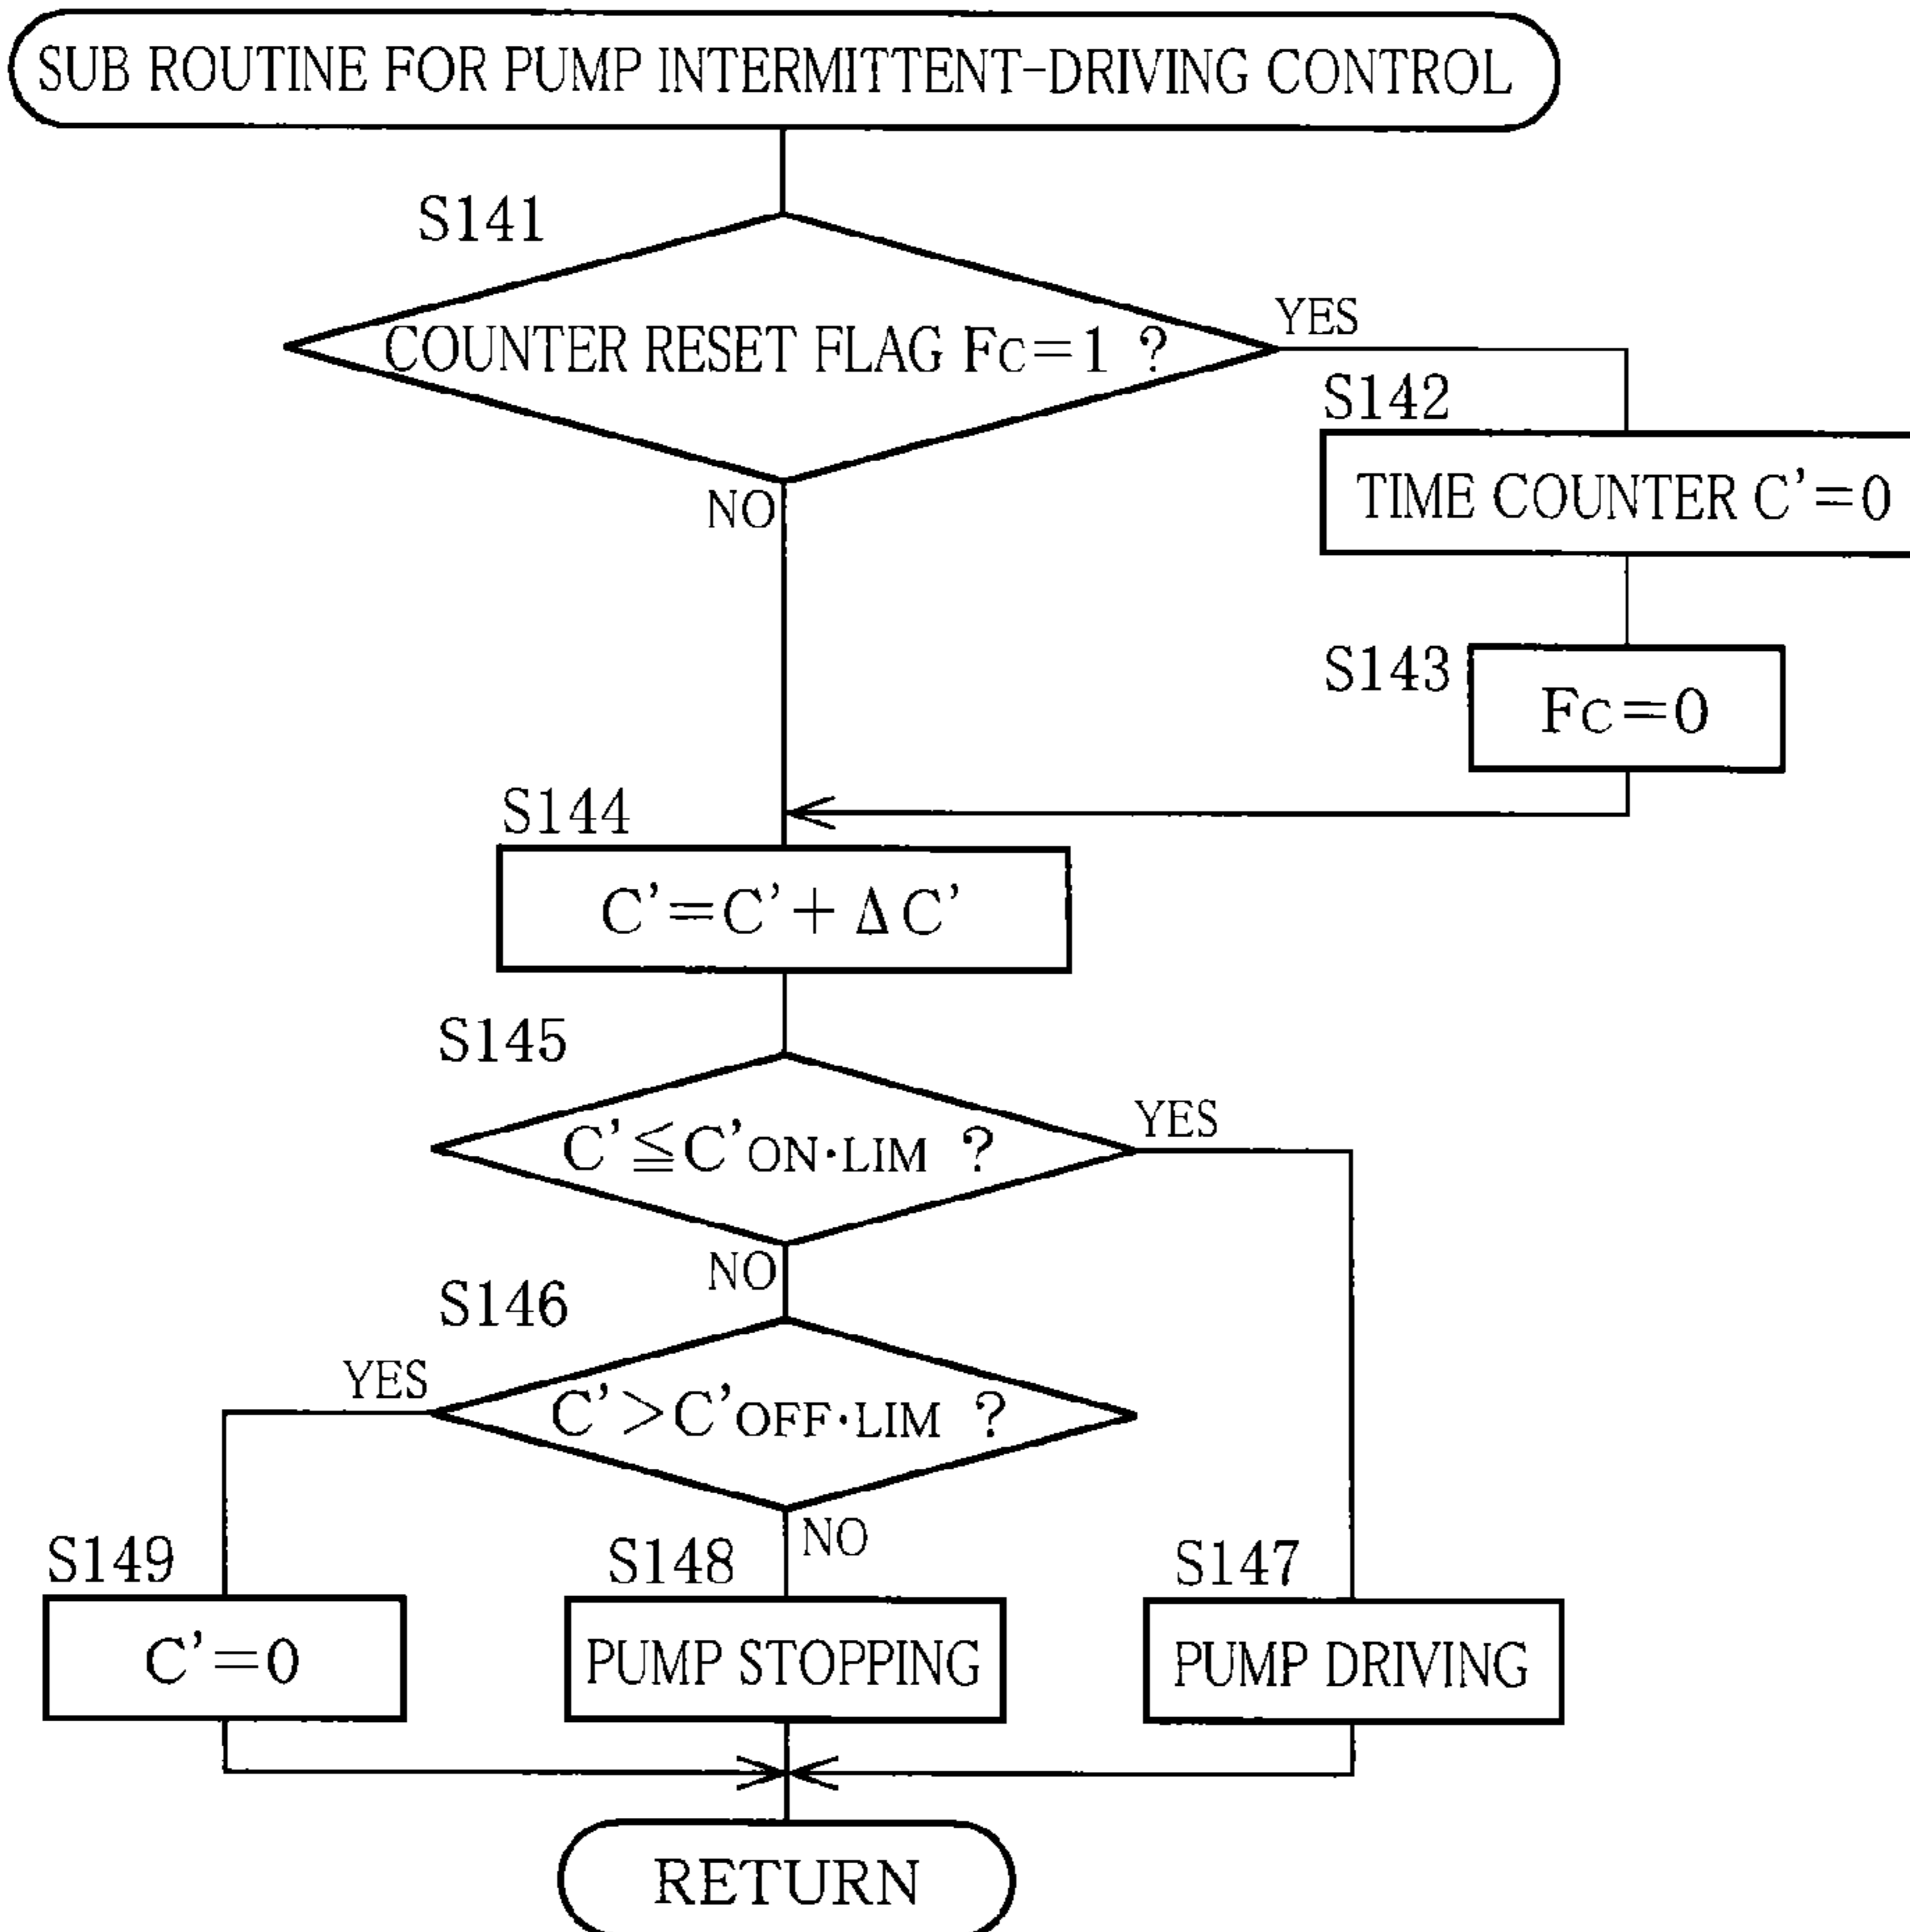 SUB ROUTINE FOR PUMP INTERMITTENT-DRIVING CONTROL
S141
COUNTER RESET FLAG FC=1 ?
YES
NO
S142
TIME COUNTER C'=0
S143
FC=0
S144
C'=C'+ΔC'
S145
C'≦C'ON·LIM ?
YES
NO
S146
C'>C'OFF·LIM ?
YES
NO
S149
C'=0
S148
PUMP STOPPING
S147
PUMP DRIVING
RETURN